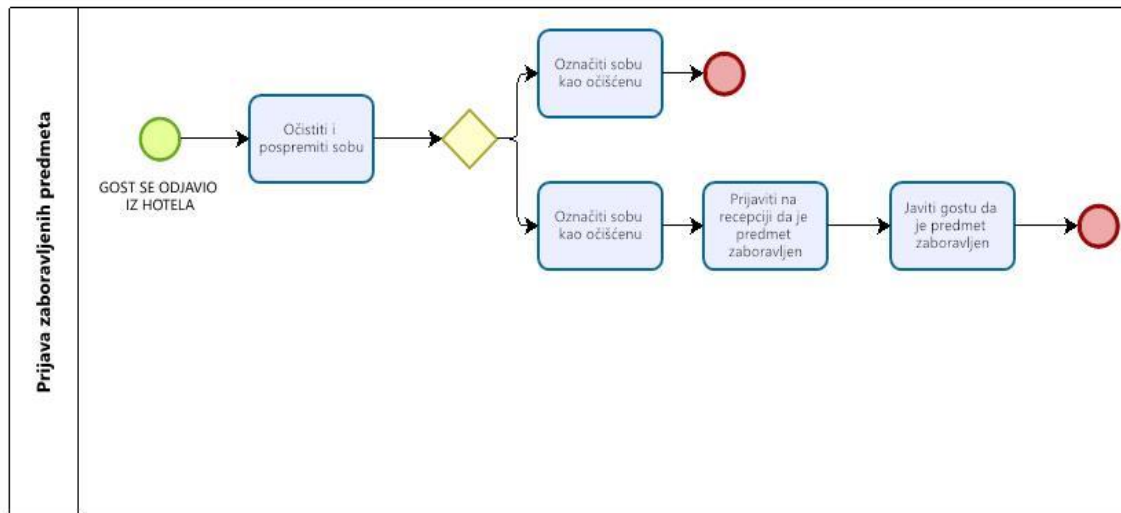 Prijava zaboravljenih predmeta
GOST SE ODJAVIO
IZ HOTELA
Očistiti i
pospremiti sobu
Označiti sobu
kao očišćenu
Označiti sobu
kao očišćenu
Prijaviti na
recepciji da je
predmet
zaboravljen
Javiti gostu da
je predmet
zaboravljen